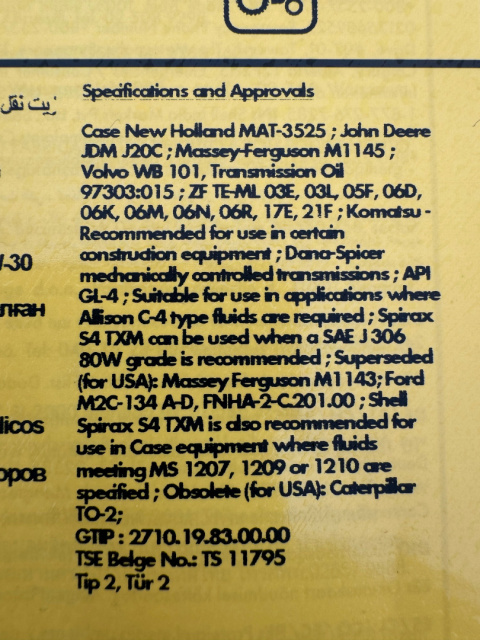 زيت نقل
Specifications and Approvals
Case New Holland MAT-3525 ; John Deere
JDM J20C ; Massey-Ferguson M1145 ;
Volvo WB 101, Transmission Oil
97303:015 ; ZF TE-ML 03E, 03L, 05F, 06D,
06K, 06M, 06N, 06R, 17E, 21F ; Komatsu -
Recommended for use in certain
construction equipment ; Dana-Spicer
mechanically controlled transmissions ; API
GL-4 ; Suitable for use in applications where
Allison C-4 type fluids are required ; Spirax
S4 TXM can be used when a SAE J 306
80W grade is recommended ; Superseded
(for USA): Massey Ferguson M1143; Ford
M2C-134 A-D, FNHA-2-C.201.00 ; Shell
Spirax S4 TXM is also recommended for
use in Case equipment where fluids
meeting MS 1207, 1209 or 1210 are
specified ; Obsolete (for USA): Caterpillar
TO-2;
GTIP : 2710.19.83.00.00
TSE Belge No.: TS 11795
Tip 2, Tür 2
-30
лған
licos
оров